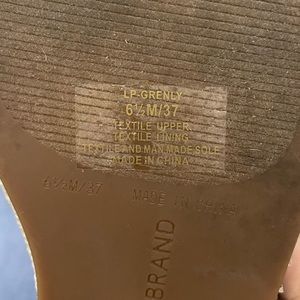 LP-GRENLY
6½M/37
TEXTILE UPPER
TEXTILE LINING
TEXTILE AND MAN MADE SOLE
MADE IN CHINA
6½M/37
MADE IN CHINA
BRAND